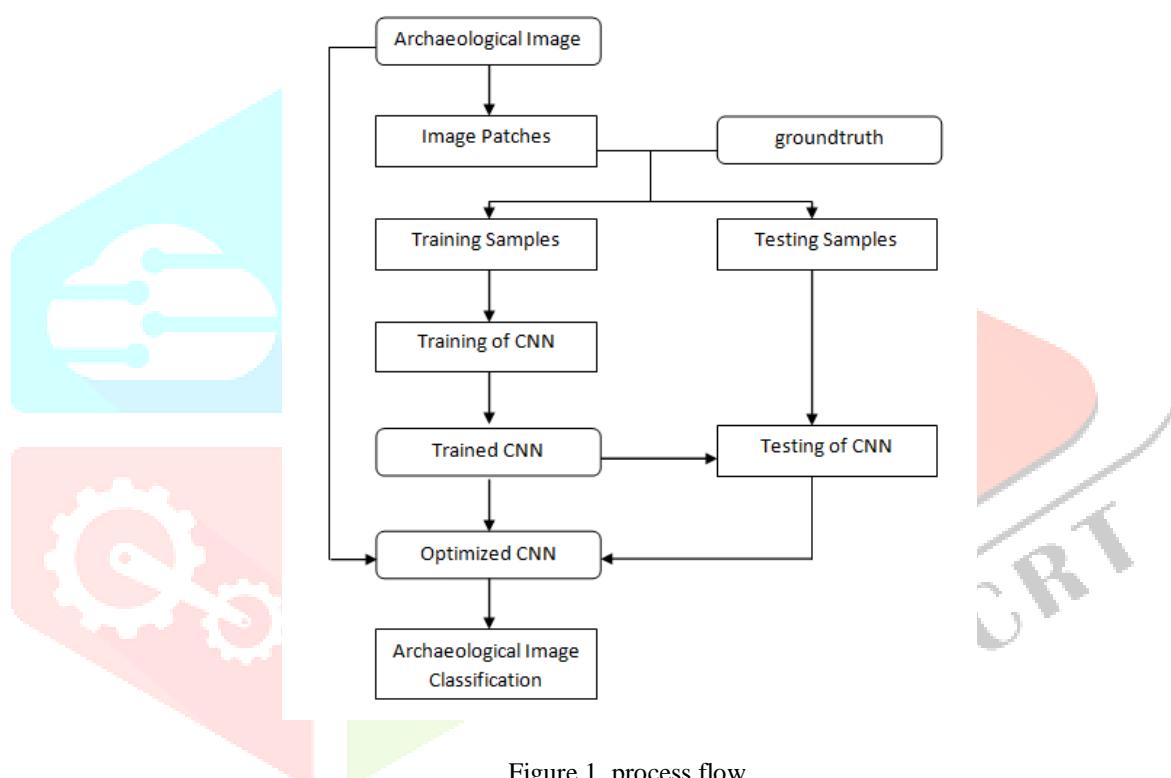 Archaeological Image
Image Patches
groundtruth
Training Samples
Testing Samples
Training of CNN
Trained CNN
Testing of CNN
Optimized CNN
Archaeological Image
Classification
CRT
Figure 1 process flow